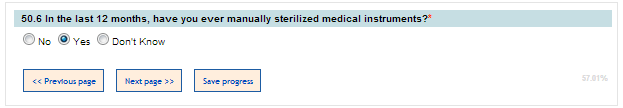 50.6 In the last 12 months, have you ever manually sterilized medical instruments?*
No Yes Don't Know
<< Previous page Next page >> Save progress 57.81%